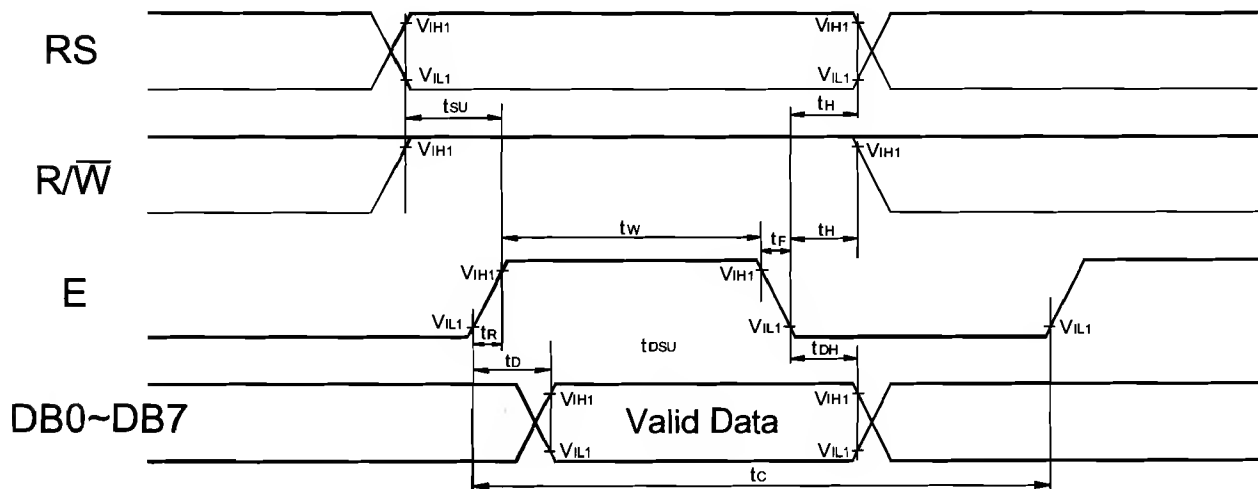 RS
VIH1
VIH1
VIL1
VIL1
tSU
tH
R/W̅
VIH1
VIH1
tW
tF
tH
E
VIH1
VIH1
VIL1
tR
VIL1
VIL1
tD
tDSU
tDH
DB0~DB7
VIH1
Valid Data
VIH1
VIL1
VIL1
tC